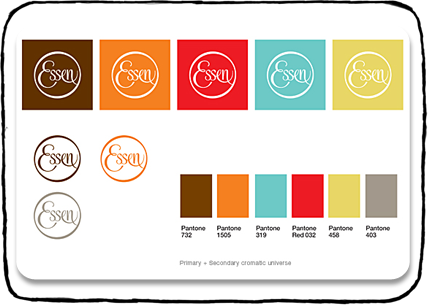 Essen
Essen
Essen
Essen
Essen
Essen
Essen
Essen
Pantone 732
Pantone 1505
Pantone 319
Pantone Red 032
Pantone 458
Pantone 403
Primary + Secondary cromatic universe